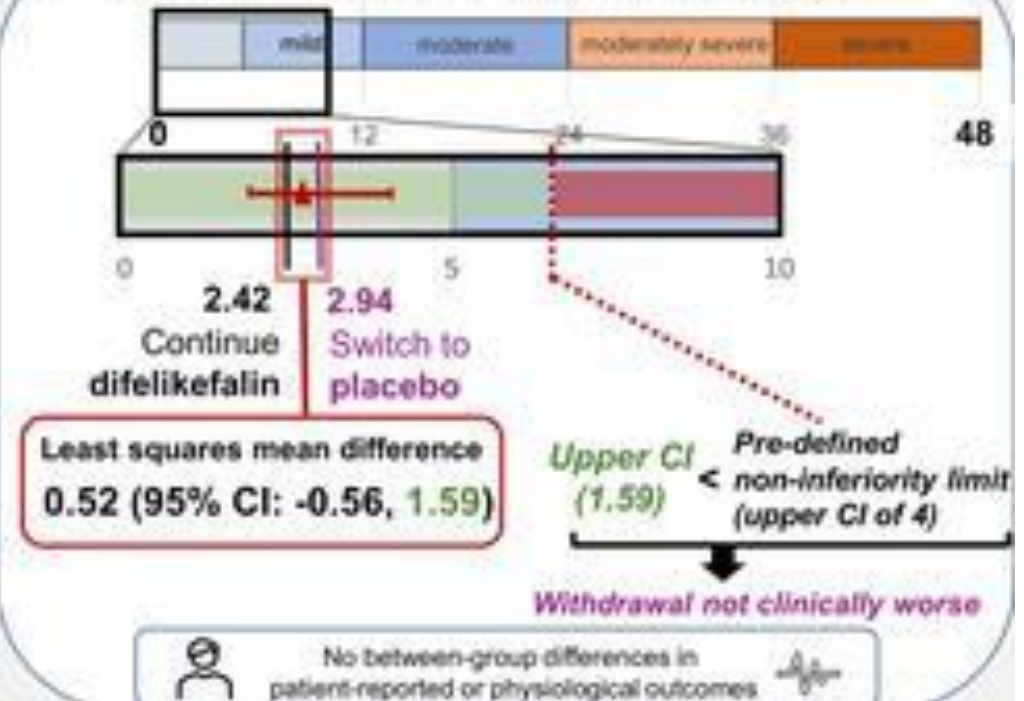 mild moderate moderately severe severe
0 12 24 36 48
0 5 10
2.42 2.94
Continue Switch to
difelikefalin placebo
Least squares mean difference
0.52 (95% CI: -0.56, 1.59)
Upper CI
(1.59)
<
Pre-defined
non-inferiority limit
(upper CI of 4)
Withdrawal not clinically worse
No between-group differences in
patient-reported or physiological outcomes